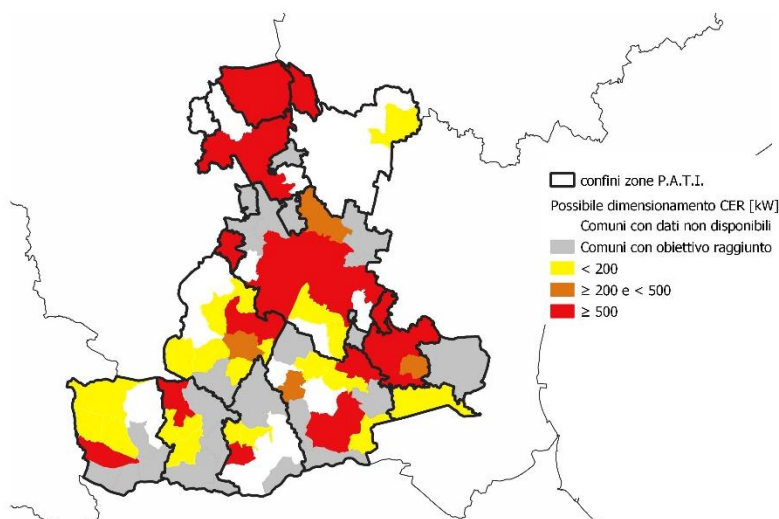 confini zone P.A.T.I.
Possibile dimensionamento CER [kW]
Comuni con dati non disponibili
Comuni con obiettivo raggiunto
< 200
≥ 200 e < 500
≥ 500